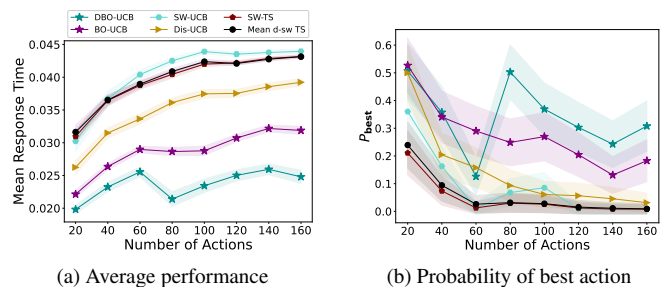 DBO-UCB SW-UCB SW-TS
BO-UCB Dis-UCB Mean d-sw TS
Mean Response Time
0.045
0.040
0.035
0.030
0.025
0.020
20 40 60 80 100 120 140 160
Number of Actions
(a) Average performance
P_best
0.6
0.5
0.4
0.3
0.2
0.1
0.0
20 40 60 80 100 120 140 160
Number of Actions
(b) Probability of best action